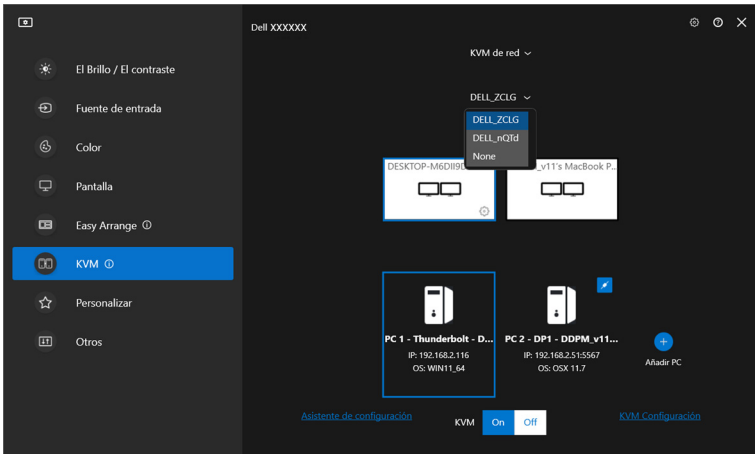 Dell XXXXXX
El Brillo / El contraste
Fuente de entrada
Color
Pantalla
Easy Arrange
KVM
Personalizar
Otros
KVM de red
DELL_ZCLG
DELL_ZCLG
DELL_nQTd
None
DESKTOP-M6DII9
_v11's MacBook P...
PC 1 - Thunderbolt - D...
IP: 192.168.2.116
OS: WIN11_64
PC 2 - DP1 - DDPM_v11...
IP: 192.168.2.51:5567
OS: OSX 11.7
Añadir PC
Asistente de configuración
KVM
On
Off
KVM Configuración